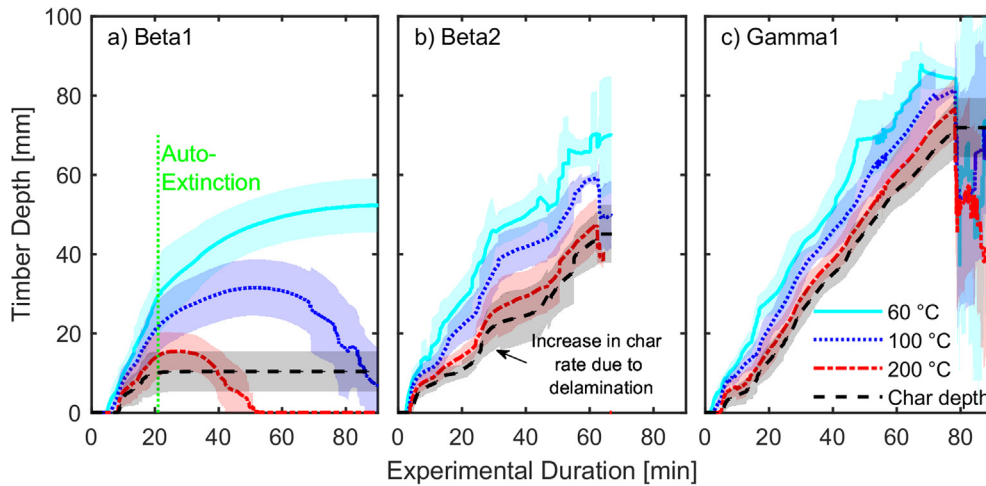 a) Beta1
b) Beta2
c) Gamma1
100
80
60
40
20
0
Timber Depth [mm]
Auto-
Extinction
Increase in char
rate due to
delamination
60 °C
100 °C
200 °C
Char depth
0 20 40 60 80
0 20 40 60 80
0 20 40 60 80
Experimental Duration [min]